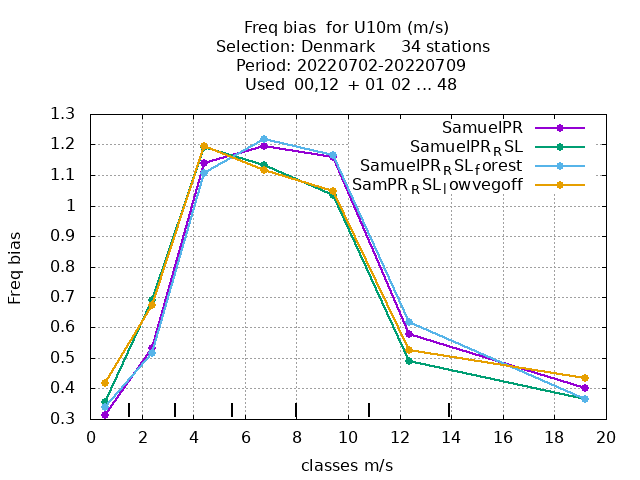 Freq bias  for U10m (m/s)
Selection: Denmark     34 stations
Period: 20220702-20220709
Used  00,12  + 01 02 ... 48
SamuelPR
SamuelPR_RSL
SamuelPR_RSL_forest
SamPR_RSL_lowvegoff
Freq bias
1.3
1.2
1.1
1
0.9
0.8
0.7
0.6
0.5
0.4
0.3
0 2 4 6 8 10 12 14 16 18 20
classes m/s